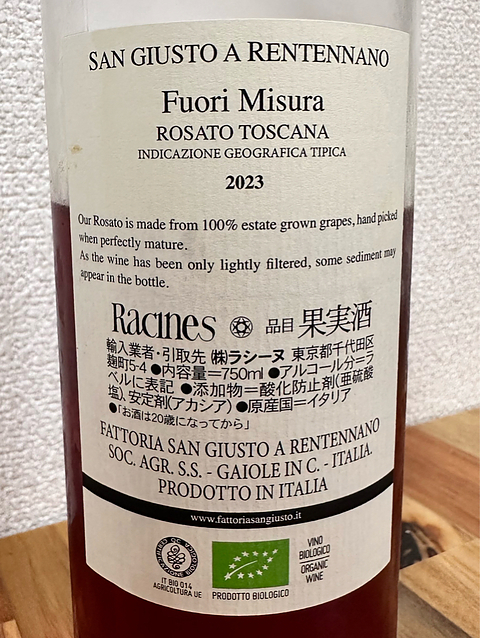 SAN GIUSTO A RENTENNANO
Fuori Misura
ROSATO TOSCANA
INDICAZIONE GEOGRAFICA TIPICA
2023
Our Rosato is made from 100% estate grown grapes, hand picked
when perfectly mature.
As the wine has been only lightly filtered, some sediment may
appear in the bottle.
Racines 品目 果実酒
輸入業者・引取先 ㈱ラシーヌ 東京都千代田区
麹町5-4 ●内容量=750ml ●アルコール分=ラ
ベルに表記 ●添加物=酸化防止剤(亜硫酸
塩)、安定剤(アカシア) ●原産国=イタリア
●「お酒は20歳になってから」
FATTORIA SAN GIUSTO A RENTENNANO
SOC. AGR. S.S. - GAIOLE IN C. - ITALIA.
PRODOTTO IN ITALIA
www.fattoriasangiusto.it
IT BIO 014
AGRICOLTURA UE
PRODOTTO BIOLOGICO
VINO
BIOLOGICO
ORGANIC
WINE